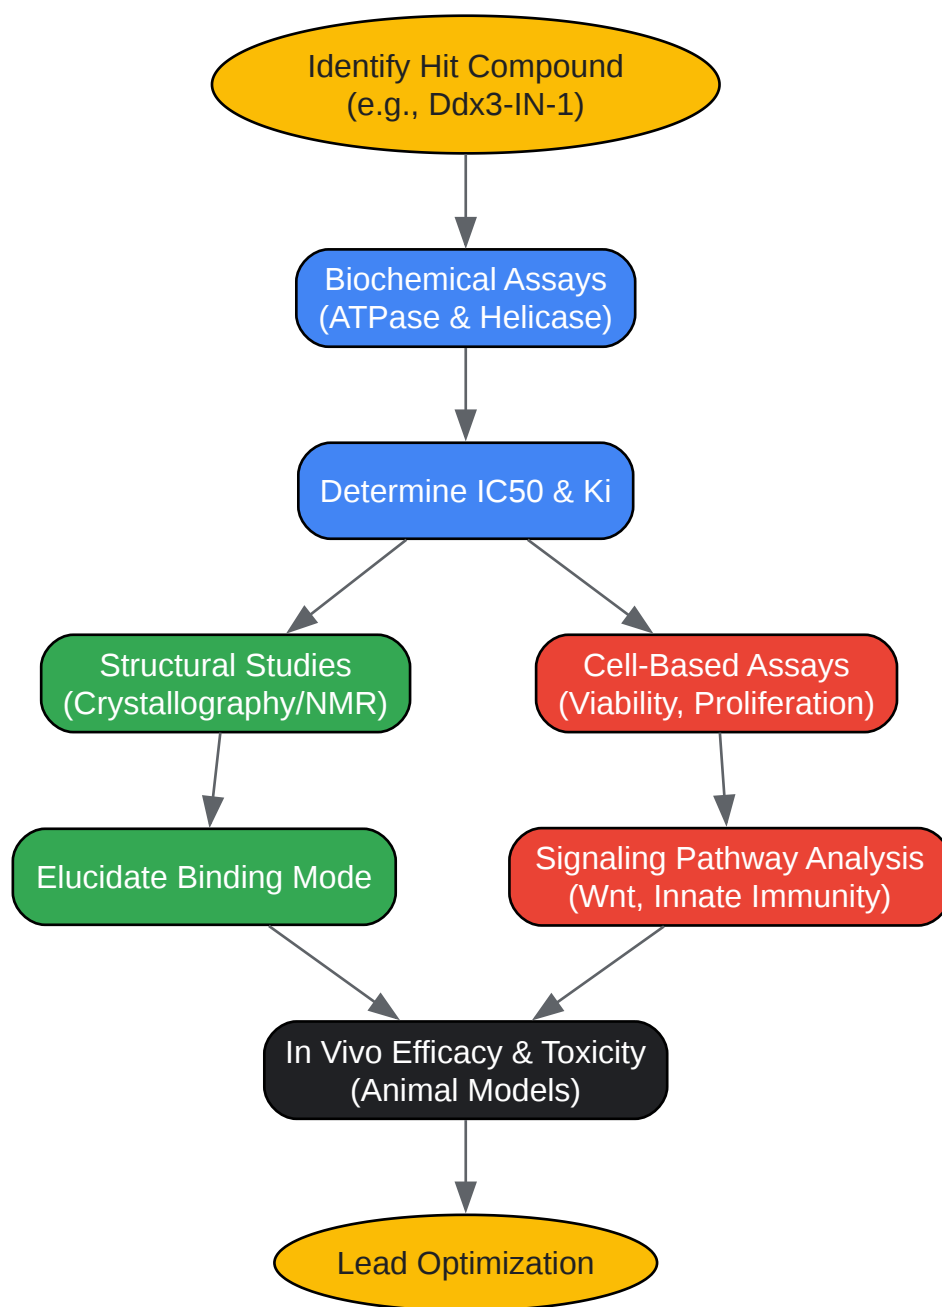 Identify Hit Compound
(e.g., Ddx3-IN-1)
Biochemical Assays
(ATPase & Helicase)
Determine IC50 & Ki
Structural Studies
(Crystallography/NMR)
Cell-Based Assays
(Viability, Proliferation)
Elucidate Binding Mode
Signaling Pathway Analysis
(Wnt, Innate Immunity)
In Vivo Efficacy & Toxicity
(Animal Models)
Lead Optimization